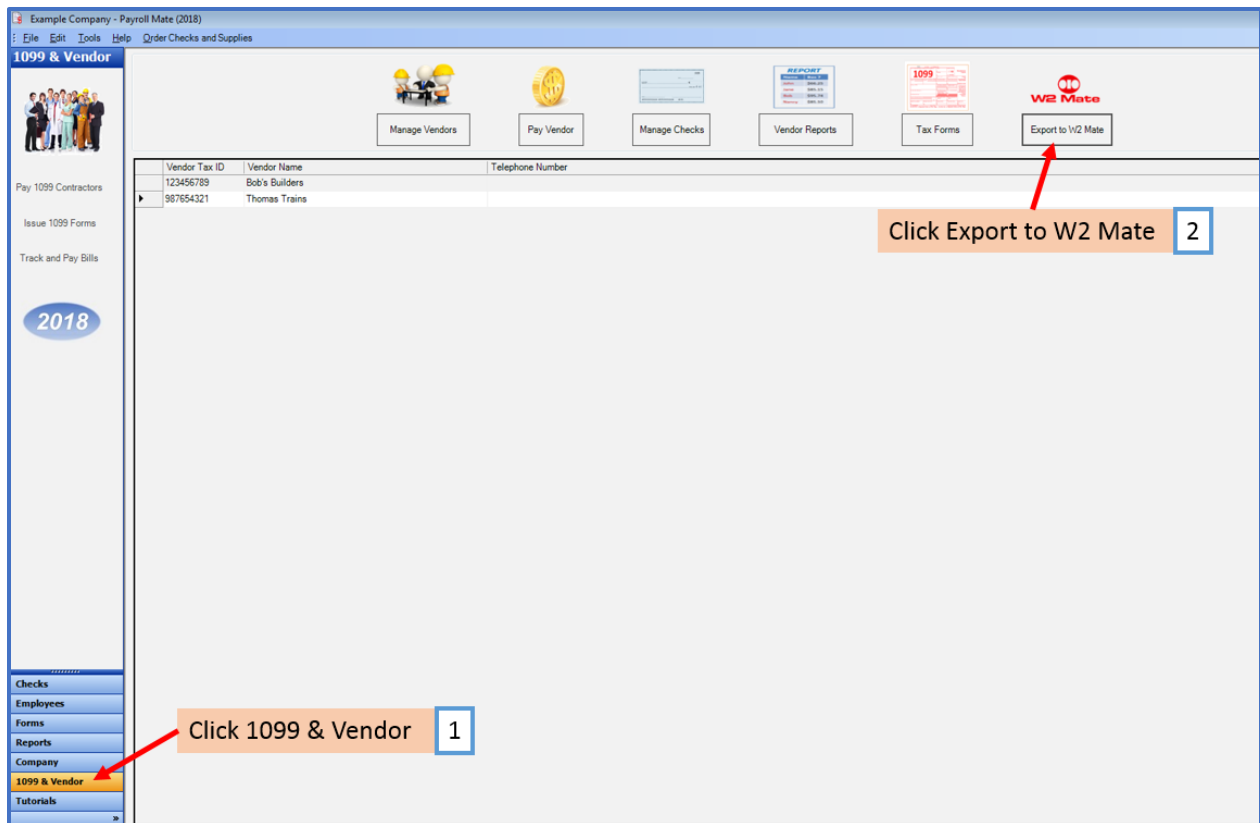 Example Company - Payroll Mate (2018)
File Edit Tools Help Order Checks and Supplies
1099 & Vendor
REPORT
1099
W2 Mate
Manage Vendors Pay Vendor Manage Checks Vendor Reports Tax Forms Export to W2 Mate
Vendor Tax ID Vendor Name Telephone Number
123456789 Bob's Builders
987654321 Thomas Trains
Pay 1099 Contractors
Issue 1099 Forms
Track and Pay Bills
2018
Click Export to W2 Mate 2
Checks
Employees
Forms
Reports
Company
1099 & Vendor
Tutorials
»
Click 1099 & Vendor 1